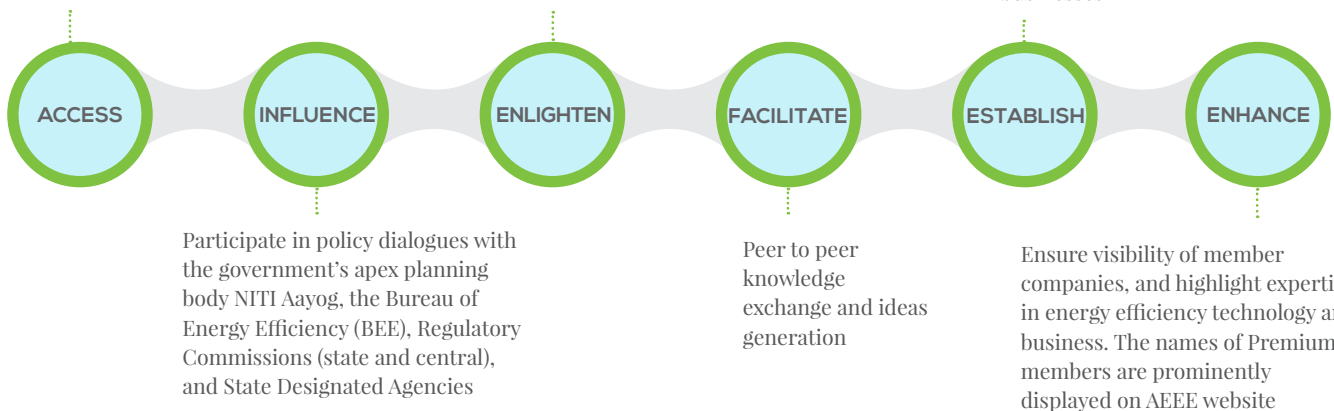 ACCESS
INFLUENCE
ENLIGHTEN
FACILITATE
ESTABLISH
ENHANCE
Participate in policy dialogues with
the government's apex planning
body NITI Aayog, the Bureau of
Energy Efficiency (BEE), Regulatory
Commissions (state and central),
and State Designated Agencies
Peer to peer
knowledge
exchange and ideas
generation
Ensure visibility of member
companies, and highlight
in energy efficiency technology
business. The names of Premium
members are prominently
displayed on AEEE website